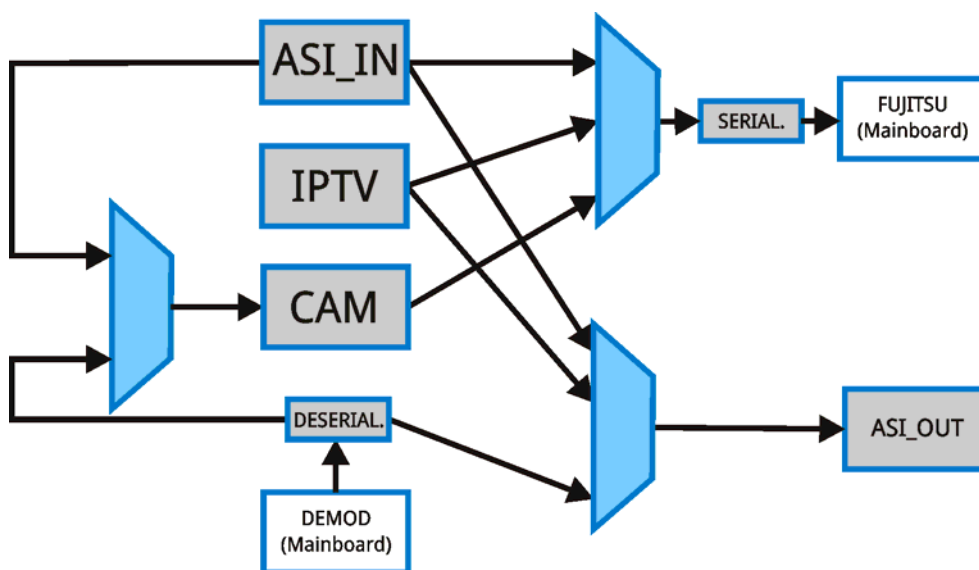 ASI_IN
IPTV
CAM
DESERIAL.
DEMOD
(Mainboard)
SERIAL.
FUJITSU
(Mainboard)
ASI_OUT